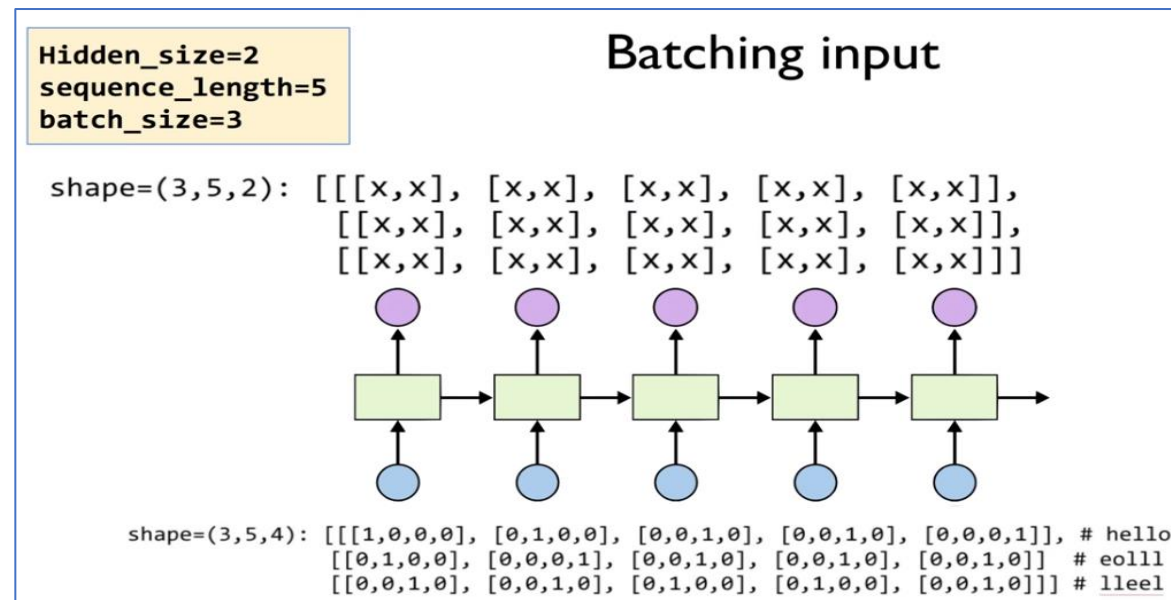 Hidden_size=2
sequence_length=5
batch_size=3
Batching input
shape=(3,5,2): [[[x,x], [x,x], [x,x], [x,x], [x,x]],
[[x,x], [x,x], [x,x], [x,x], [x,x]],
[[x,x], [x,x], [x,x], [x,x], [x,x]]]
shape=(3,5,4): [[[1,0,0,0], [0,1,0,0], [0,0,1,0], [0,0,1,0], [0,0,0,1]], # hello
[[0,1,0,0], [0,0,0,1], [0,0,1,0], [0,0,1,0], [0,0,1,0]] # eolll
[[0,0,1,0], [0,0,1,0], [0,1,0,0], [0,1,0,0], [0,0,1,0]]] # lleel